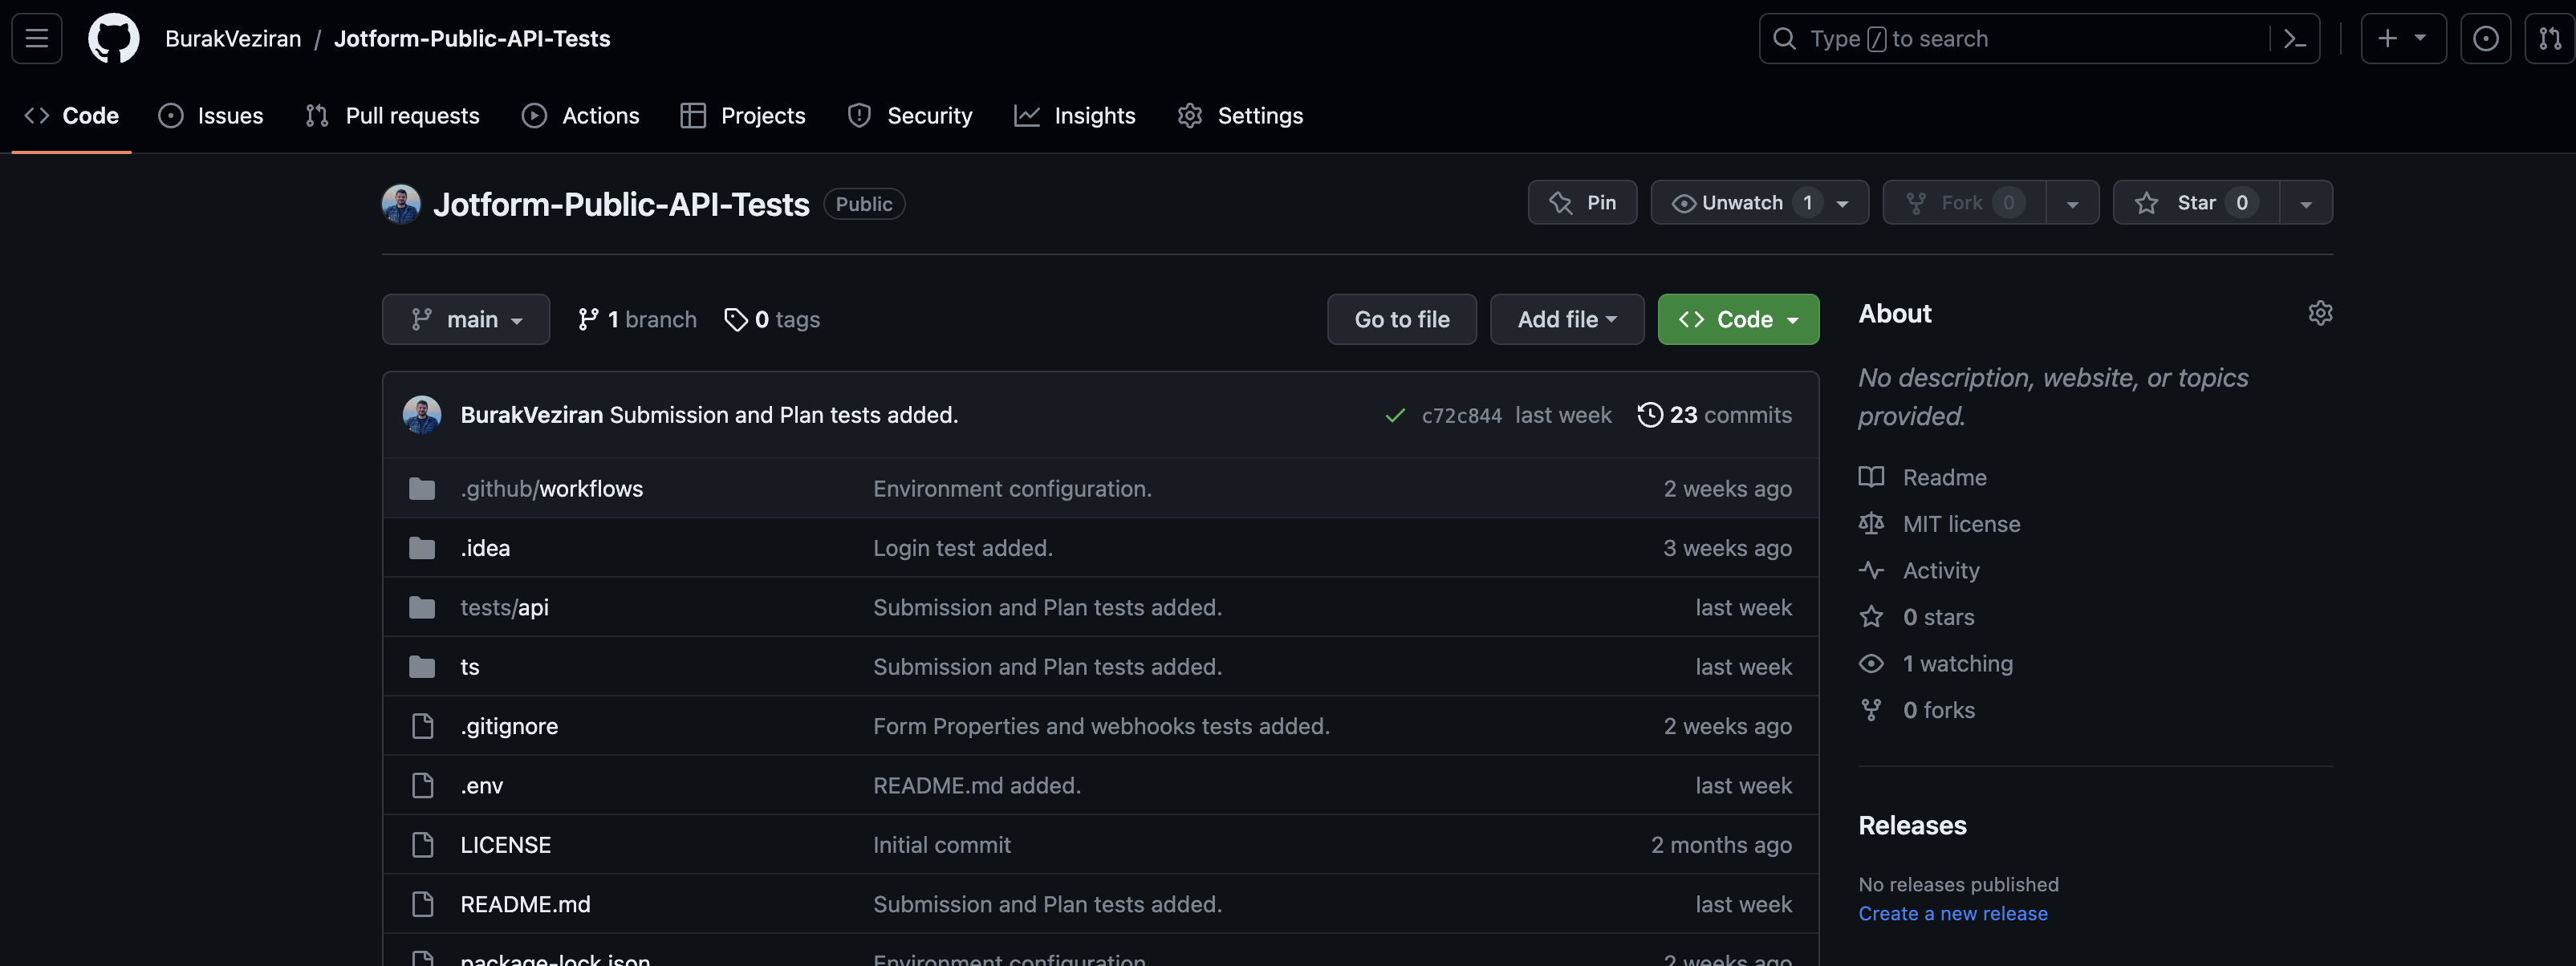 BurakVeziran / Jotform-Public-API-Tests
Type / to search
Code Issues Pull requests Actions Projects Security Insights Settings
Jotform-Public-API-Tests Public
Pin Unwatch 1 Fork 0 Star 0
main 1 branch 0 tags Go to file Add file Code
BurakVeziran Submission and Plan tests added. c72c844 last week 23 commits
.github/workflows Environment configuration. 2 weeks ago
.idea Login test added. 3 weeks ago
tests/api Submission and Plan tests added. last week
ts Submission and Plan tests added. last week
.gitignore Form Properties and webhooks tests added. 2 weeks ago
.env README.md added. last week
LICENSE Initial commit 2 months ago
README.md Submission and Plan tests added. last week
package-lock.json Environment configuration. 2 weeks ago
About
No description, website, or topics
provided.
Readme
MIT license
Activity
0 stars
1 watching
0 forks
Releases
No releases published
Create a new release